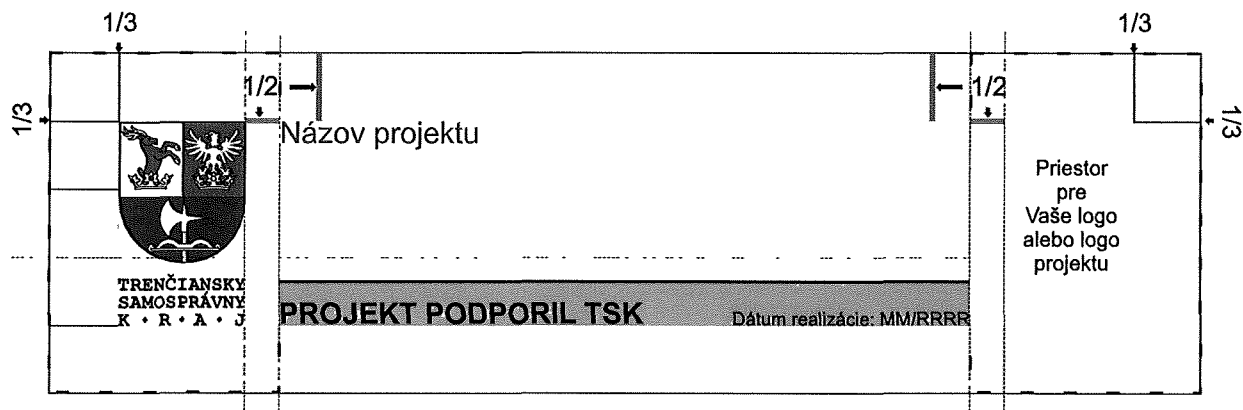 1/3
1/3
1/2
1/2
1/3
1/3
Názov projektu
Priestor
pre
Vaše logo
alebo logo
projektu
TRENČIANSKY
SAMOSPRÁVNY
K · R · A · J
PROJEKT PODPORIL TSK
Dátum realizácie: MM/RRRR